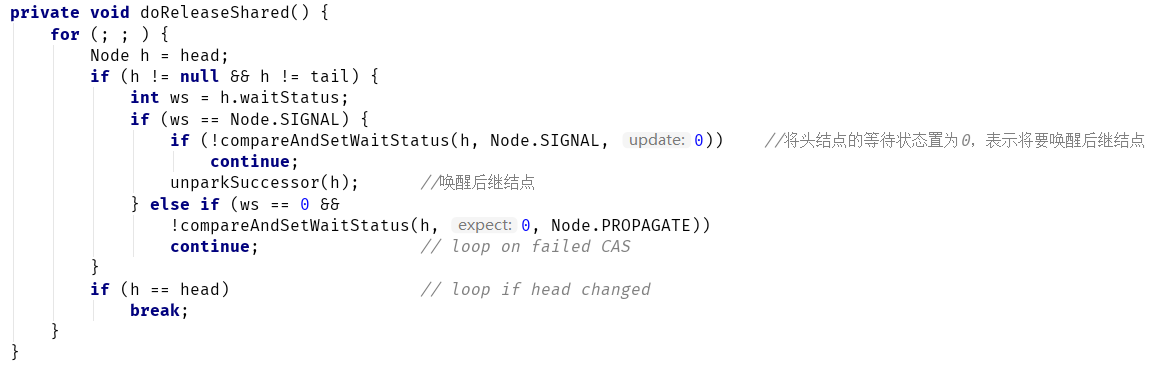 private void doReleaseShared() {
for (; ; ) {
Node h = head;
if (h != null && h != tail) {
int ws = h.waitStatus;
if (ws == Node.SIGNAL) {
if (!compareAndSetWaitStatus(h, Node.SIGNAL, update: 0)) //将头结点的等待状态置为0，表示将要唤醒后继结点
continue;
unparkSuccessor(h); //唤醒后继结点
} else if (ws == 0 &&
!compareAndSetWaitStatus(h, expect: 0, Node.PROPAGATE))
continue; // loop on failed CAS
}
if (h == head) // loop if head changed
break;
}
}